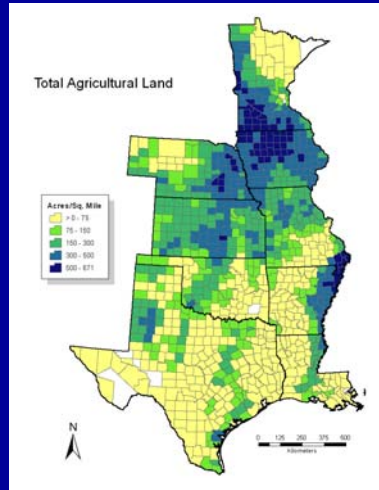 Total Agricultural Land
Acres/Sq. Mile
> 0 - 75
75 - 150
150 - 300
300 - 500
500 - 671
N
0 125 250 375 500
Kilometers